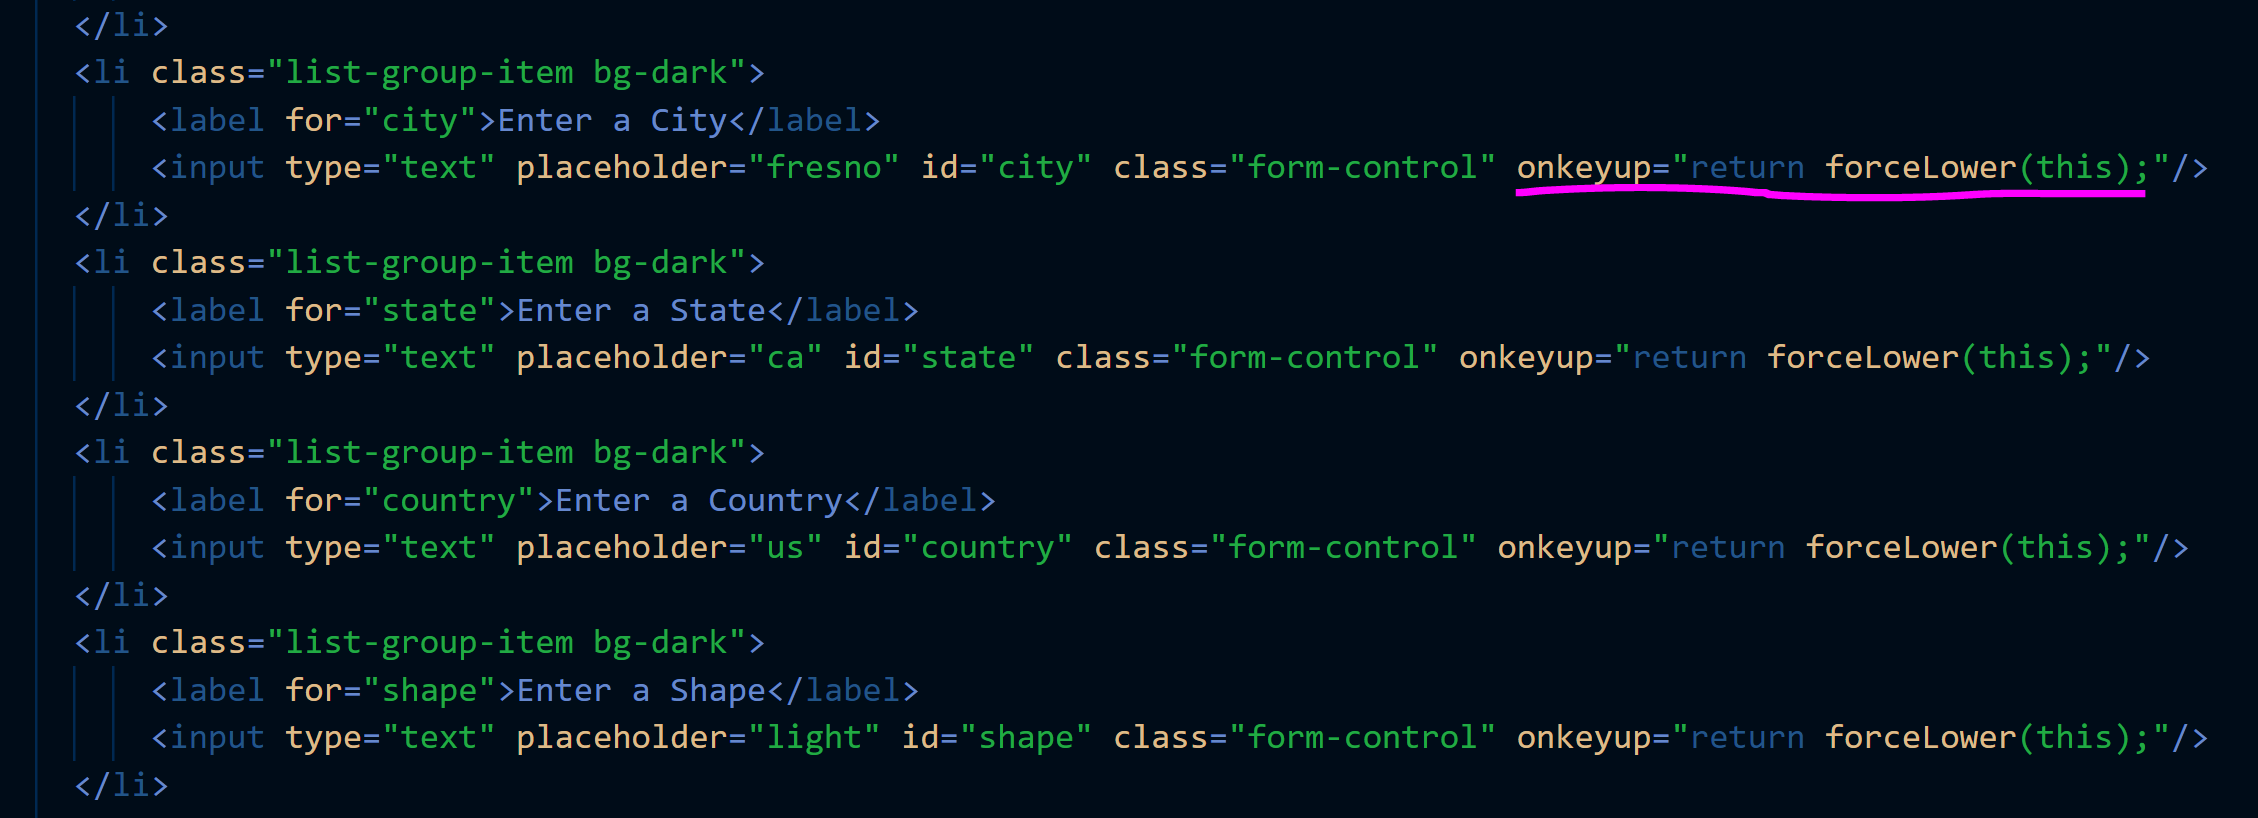 </li>
<li class="list-group-item bg-dark">
<label for="city">Enter a City</label>
<input type="text" placeholder="fresno" id="city" class="form-control" onkeyup="return forceLower(this);"/>
</li>
<li class="list-group-item bg-dark">
<label for="state">Enter a State</label>
<input type="text" placeholder="ca" id="state" class="form-control" onkeyup="return forceLower(this);"/>
</li>
<li class="list-group-item bg-dark">
<label for="country">Enter a Country</label>
<input type="text" placeholder="us" id="country" class="form-control" onkeyup="return forceLower(this);"/>
</li>
<li class="list-group-item bg-dark">
<label for="shape">Enter a Shape</label>
<input type="text" placeholder="light" id="shape" class="form-control" onkeyup="return forceLower(this);"/>
</li>